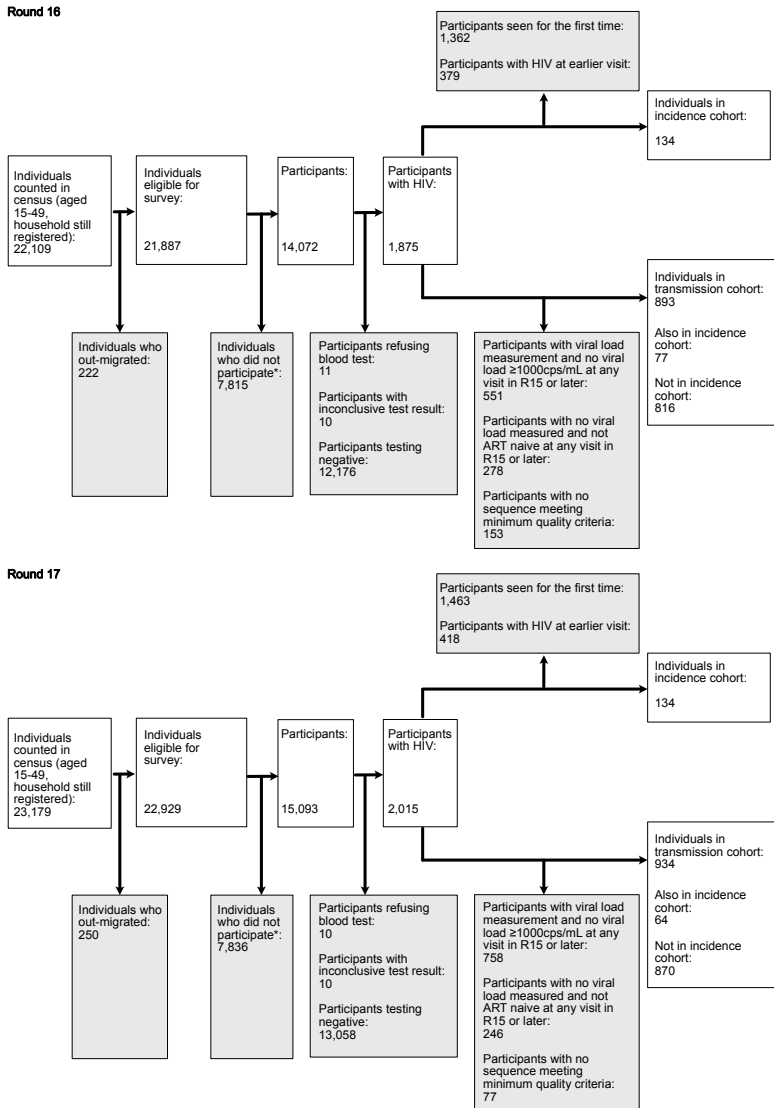 Round 16
Participants seen for the first time:
1,362
Participants with HIV at earlier visit:
379
Individuals in
incidence cohort:
134
Individuals
counted in
census (aged
15-49,
household still
registered):
22,109
Individuals
eligible for
survey:
21,887
Participants:
14,072
Participants
with HIV:
1,875
Individuals who
out-migrated:
222
Individuals
who did not
participate*:
7,815
Participants refusing
blood test:
11
Participants with
inconclusive test result:
10
Participants testing
negative:
12,176
Participants with viral load
measurement and no viral
load ≥1000cps/mL at any
visit in R15 or later:
551
Participants with no viral
load measured and not
ART naive at any visit in
R15 or later:
278
Participants with no
sequence meeting
minimum quality criteria:
153
Individuals in
transmission cohort:
893
Also in incidence
cohort:
77
Not in incidence
cohort:
816
Round 17
Participants seen for the first time:
1,463
Participants with HIV at earlier visit:
418
Individuals in
incidence cohort:
134
Individuals
counted in
census (aged
15-49,
household still
registered):
23,179
Individuals
eligible for
survey:
22,929
Participants:
15,093
Participants
with HIV:
2,015
Individuals who
out-migrated:
250
Individuals
who did not
participate*:
7,836
Participants refusing
blood test:
10
Participants with
inconclusive test result:
10
Participants testing
negative:
13,058
Participants with viral load
measurement and no viral
load ≥1000cps/mL at any
visit in R15 or later:
758
Participants with no viral
load measured and not
ART naive at any visit in
R15 or later:
246
Participants with no
sequence meeting
minimum quality criteria:
77
Individuals in
transmission cohort:
934
Also in incidence
cohort:
64
Not in incidence
cohort:
870